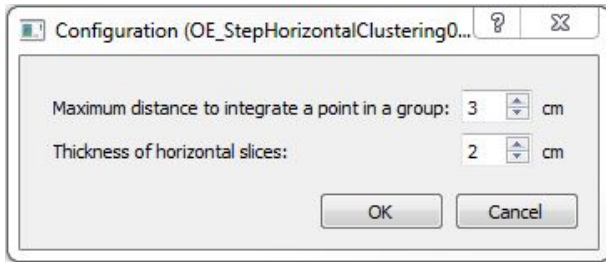 Configuration (OE_StepHorizontalClustering0...
Maximum distance to integrate a point in a group: 3 cm
Thickness of horizontal slices: 2 cm
OK Cancel